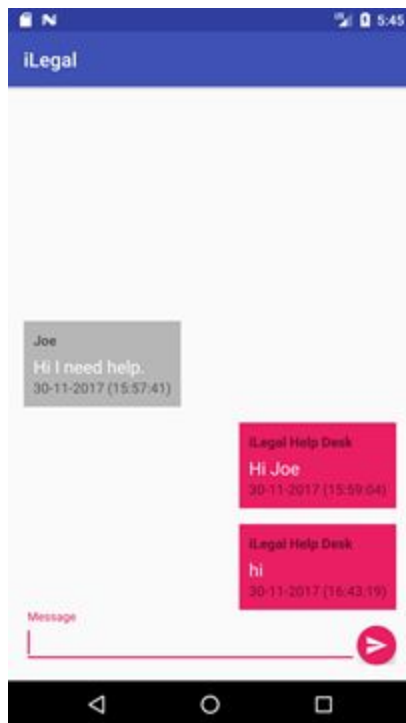 5:45
iLegal
Joe
Hi I need help.
30-11-2017 (15:57:41)
iLegal Help Desk
Hi Joe
30-11-2017 (15:59:04)
iLegal Help Desk
hi
30-11-2017 (16:43:19)
Message